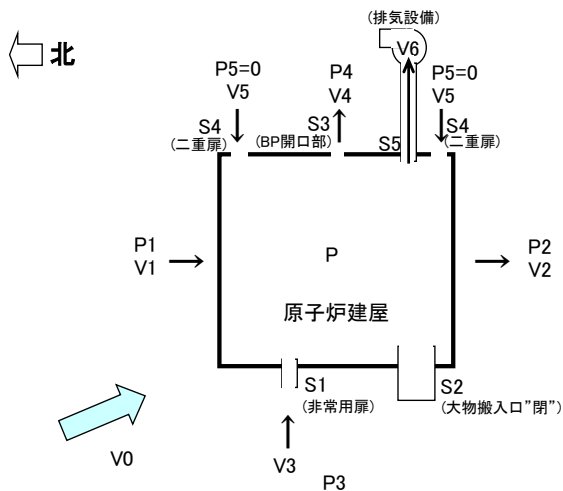 北
(排気設備)
V6
P5=0
V5
P4
V4
P5=0
V5
S4
(二重扉)
S3
(BP開口部)
S5
S4
(二重扉)
P1
V1
P
P2
V2
原子炉建屋
S1
(非常用扉)
S2
(大物搬入口”閉”)
V0
V3
P3